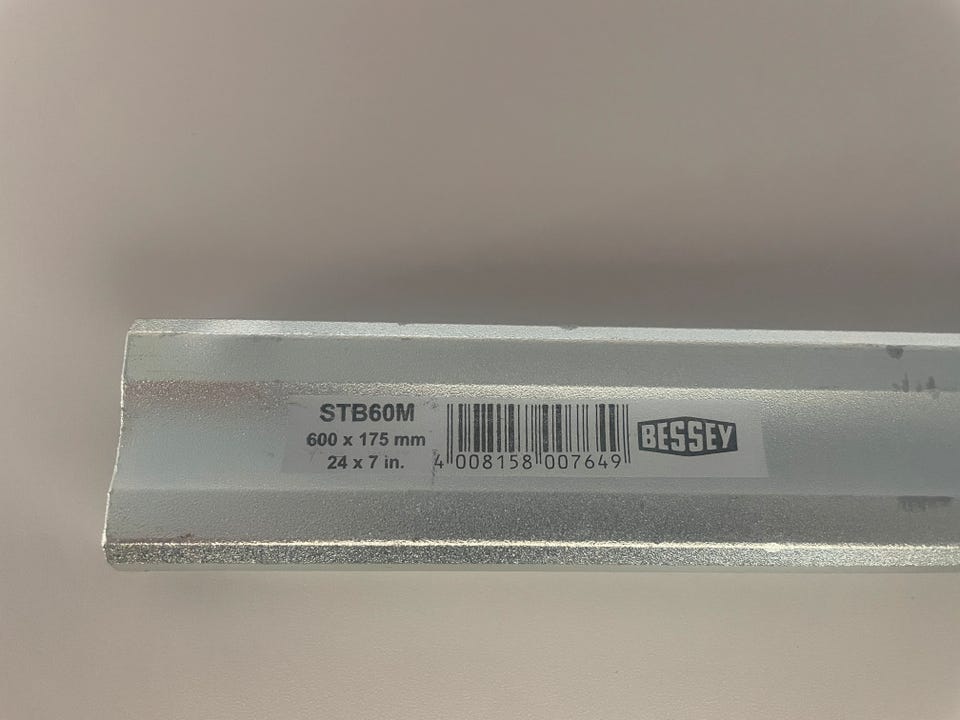 STB60M
600 x 175 mm
24 x 7 in.
4 008158 007649
BESSEY